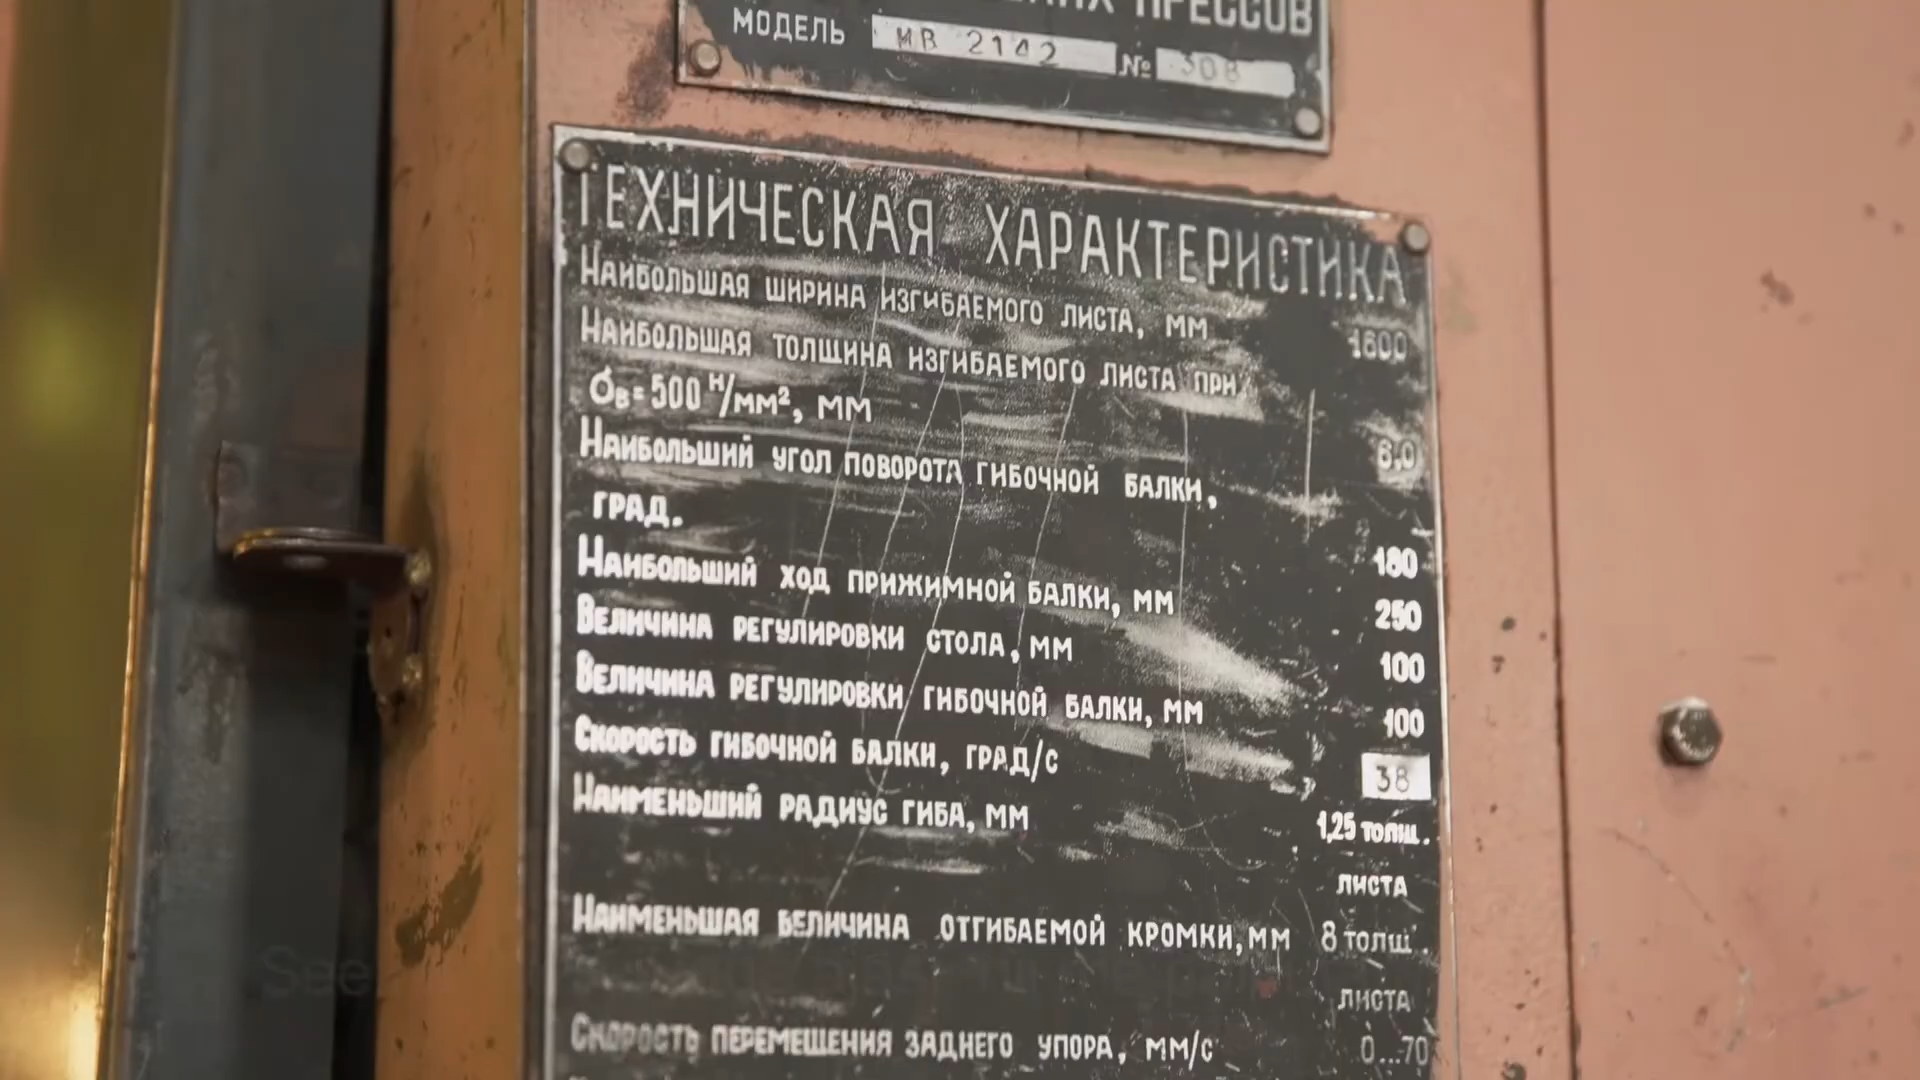 ПРЕССОВ
МОДЕЛЬ ИВ 2142 № 308
ТЕХНИЧЕСКАЯ ХАРАКТЕРИСТИКА
Наибольшая ширина изгибаемого листа, мм 1600
Наибольшая толщина изгибаемого листа при
σв=500 н/мм², мм 6,0
Наибольший угол поворота гибочной балки,
град. 180
Наибольший ход прижимной балки, мм 250
Величина регулировки стола, мм 100
Величина регулировки гибочной балки, мм 100
Скорость гибочной балки, град/с 38
Наименьший радиус гиба, мм 1,25 толщ.
листа
Наименьшая величина отгибаемой кромки, мм 8 толщ.
листа
Скорость перемещения заднего упора, мм/с 0...70
See